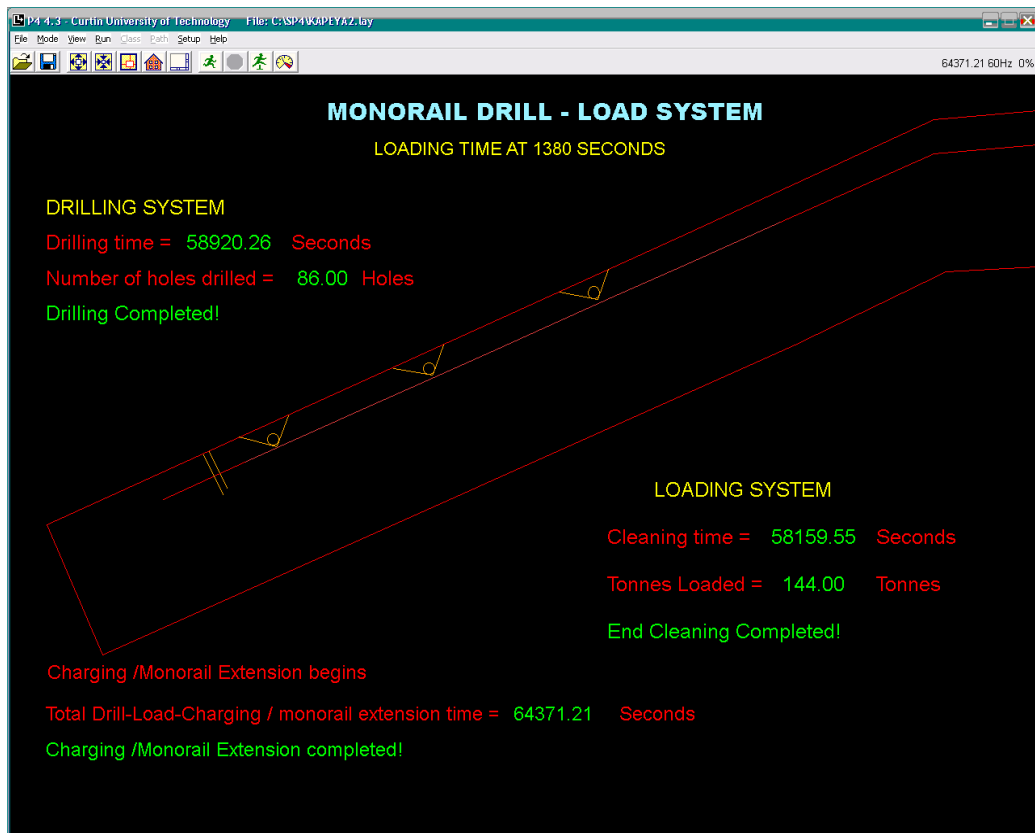 P4 4.3 - Curtin University of Technology File: C:\SP4\KAPEYA2.lay
File Mode View Run Class Path Setup Help
64371.21 60Hz 0%
MONORAIL DRILL - LOAD SYSTEM
LOADING TIME AT 1380 SECONDS
DRILLING SYSTEM
Drilling time = 58920.26 Seconds
Number of holes drilled = 86.00 Holes
Drilling Completed!
LOADING SYSTEM
Cleaning time = 58159.55 Seconds
Tonnes Loaded = 144.00 Tonnes
End Cleaning Completed!
Charging /Monorail Extension begins
Total Drill-Load-Charging / monorail extension time = 64371.21 Seconds
Charging /Monorail Extension completed!